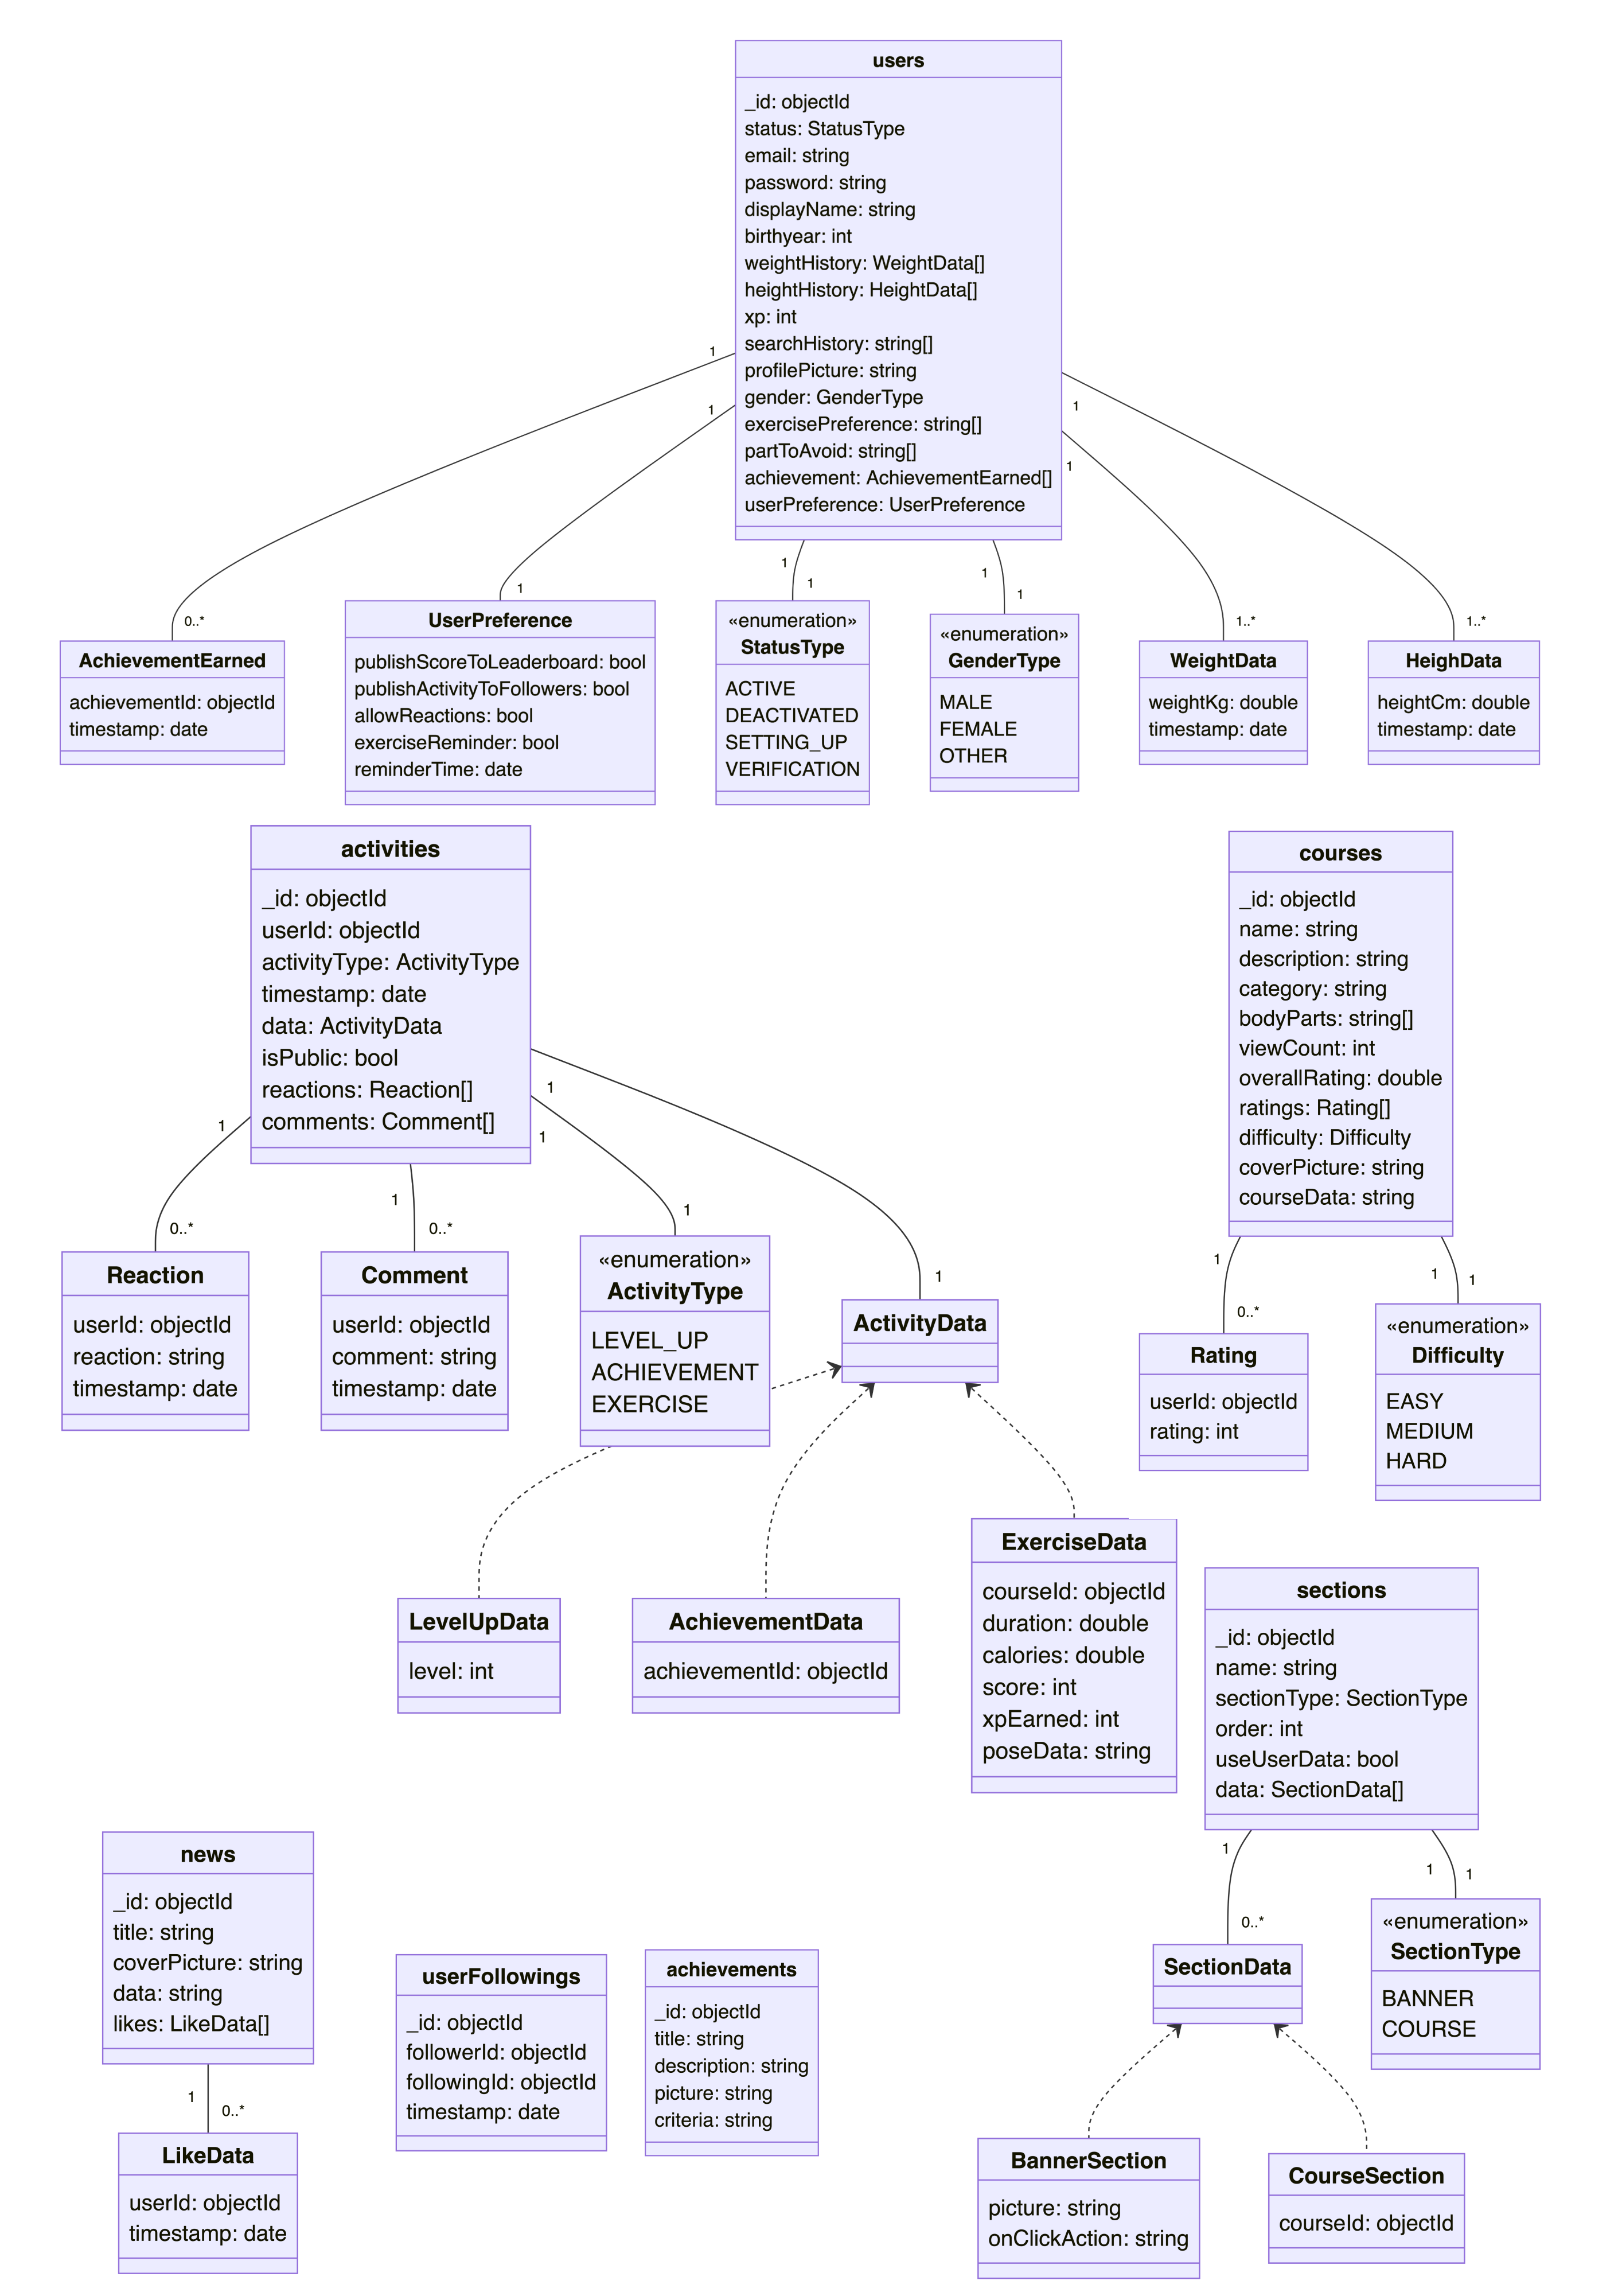 users
_id: objectId
status: StatusType
email: string
password: string
displayName: string
birthyear: int
weightHistory: WeightData[]
heightHistory: HeightData[]
xp: int
searchHistory: string[]
profilePicture: string
gender: GenderType
exercisePreference: string[]
partToAvoid: string[]
achievement: AchievementEarned[]
userPreference: UserPreference
1
1
1
1
1
1
0..*
1
1
1
1..*
1..*
AchievementEarned
achievementId: objectId
timestamp: date
UserPreference
publishScoreToLeaderboard: bool
publishActivityToFollowers: bool
allowReactions: bool
exerciseReminder: bool
reminderTime: date
«enumeration»
StatusType
ACTIVE
DEACTIVATED
SETTING_UP
VERIFICATION
«enumeration»
GenderType
MALE
FEMALE
OTHER
WeightData
weightKg: double
timestamp: date
HeighData
heightCm: double
timestamp: date
activities
_id: objectId
userId: objectId
activityType: ActivityType
timestamp: date
data: ActivityData
isPublic: bool
reactions: Reaction[]
comments: Comment[]
1
1
1
1
0..*
0..*
1
1
Reaction
userId: objectId
reaction: string
timestamp: date
Comment
userId: objectId
comment: string
timestamp: date
«enumeration»
ActivityType
LEVEL_UP
ACHIEVEMENT
EXERCISE
ActivityData
LevelUpData
level: int
AchievementData
achievementId: objectId
ExerciseData
courseId: objectId
duration: double
calories: double
score: int
xpEarned: int
poseData: string
courses
_id: objectId
name: string
description: string
category: string
bodyParts: string[]
viewCount: int
overallRating: double
ratings: Rating[]
difficulty: Difficulty
coverPicture: string
courseData: string
1
1
1
0..*
Rating
userId: objectId
rating: int
«enumeration»
Difficulty
EASY
MEDIUM
HARD
sections
_id: objectId
name: string
sectionType: SectionType
order: int
useUserData: bool
data: SectionData[]
1
1
1
0..*
SectionData
«enumeration»
SectionType
BANNER
COURSE
BannerSection
picture: string
onClickAction: string
CourseSection
courseId: objectId
news
_id: objectId
title: string
coverPicture: string
data: string
likes: LikeData[]
1
0..*
LikeData
userId: objectId
timestamp: date
userFollowings
_id: objectId
followerId: objectId
followingId: objectId
timestamp: date
achievements
_id: objectId
title: string
description: string
picture: string
criteria: string